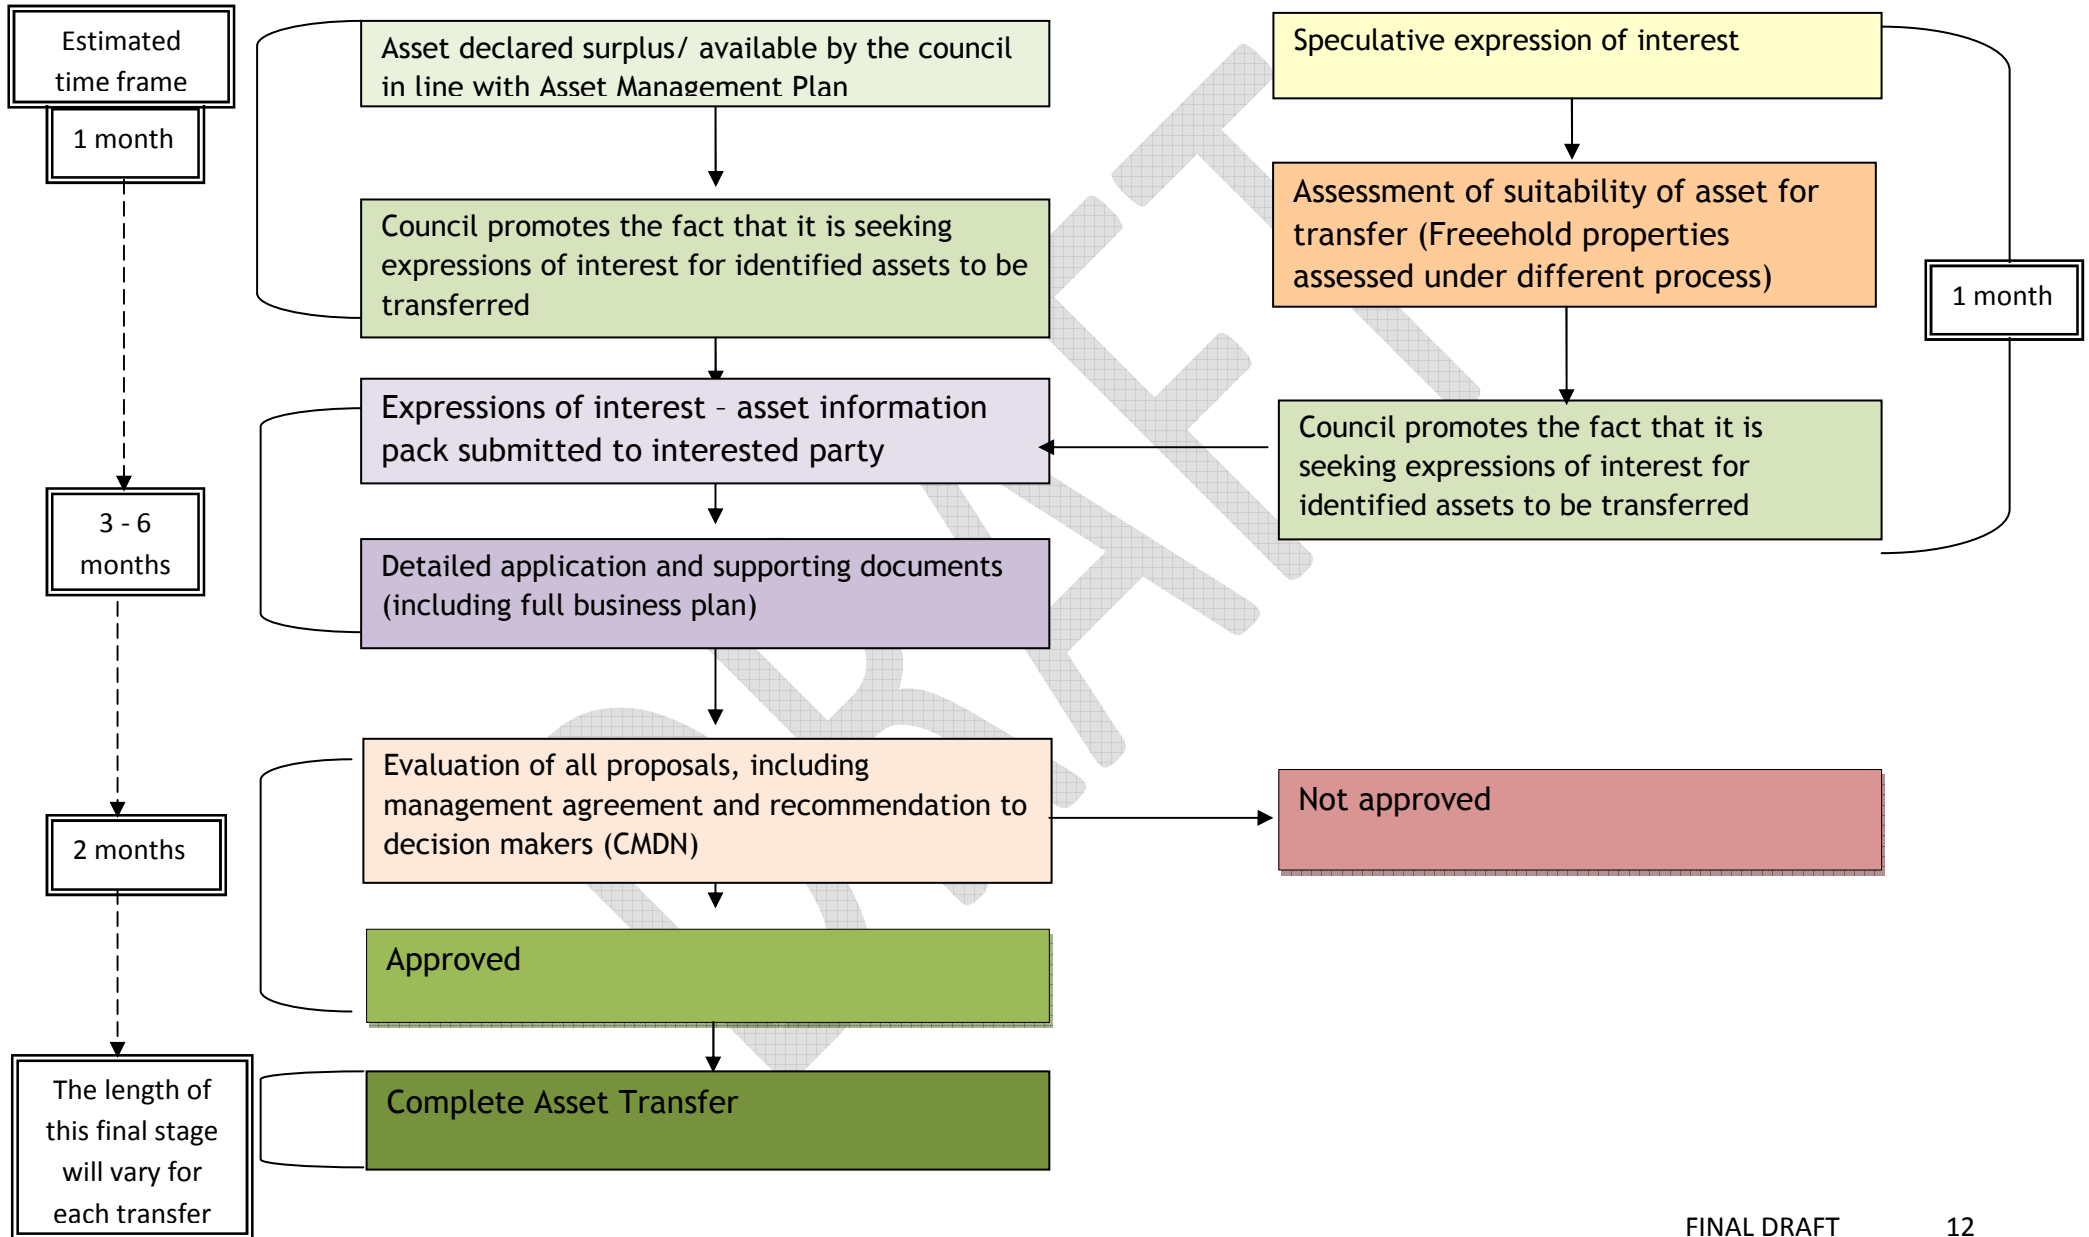 Estimated
time frame
1 month
3 - 6
months
2 months
The length of
this final stage
will vary for
each transfer
Asset declared surplus/ available by the council
in line with Asset Management Plan
Council promotes the fact that it is seeking
expressions of interest for identified assets to be
transferred
Expressions of interest – asset information
pack submitted to interested party
Detailed application and supporting documents
(including full business plan)
Evaluation of all proposals, including
management agreement and recommendation to
decision makers (CMDN)
Approved
Complete Asset Transfer
Speculative expression of interest
Assessment of suitability of asset for
transfer (Freeehold properties
assessed under different process)
1 month
Council promotes the fact that it is
seeking expressions of interest for
identified assets to be transferred
Not approved
DRAFT
FINAL DRAFT 12